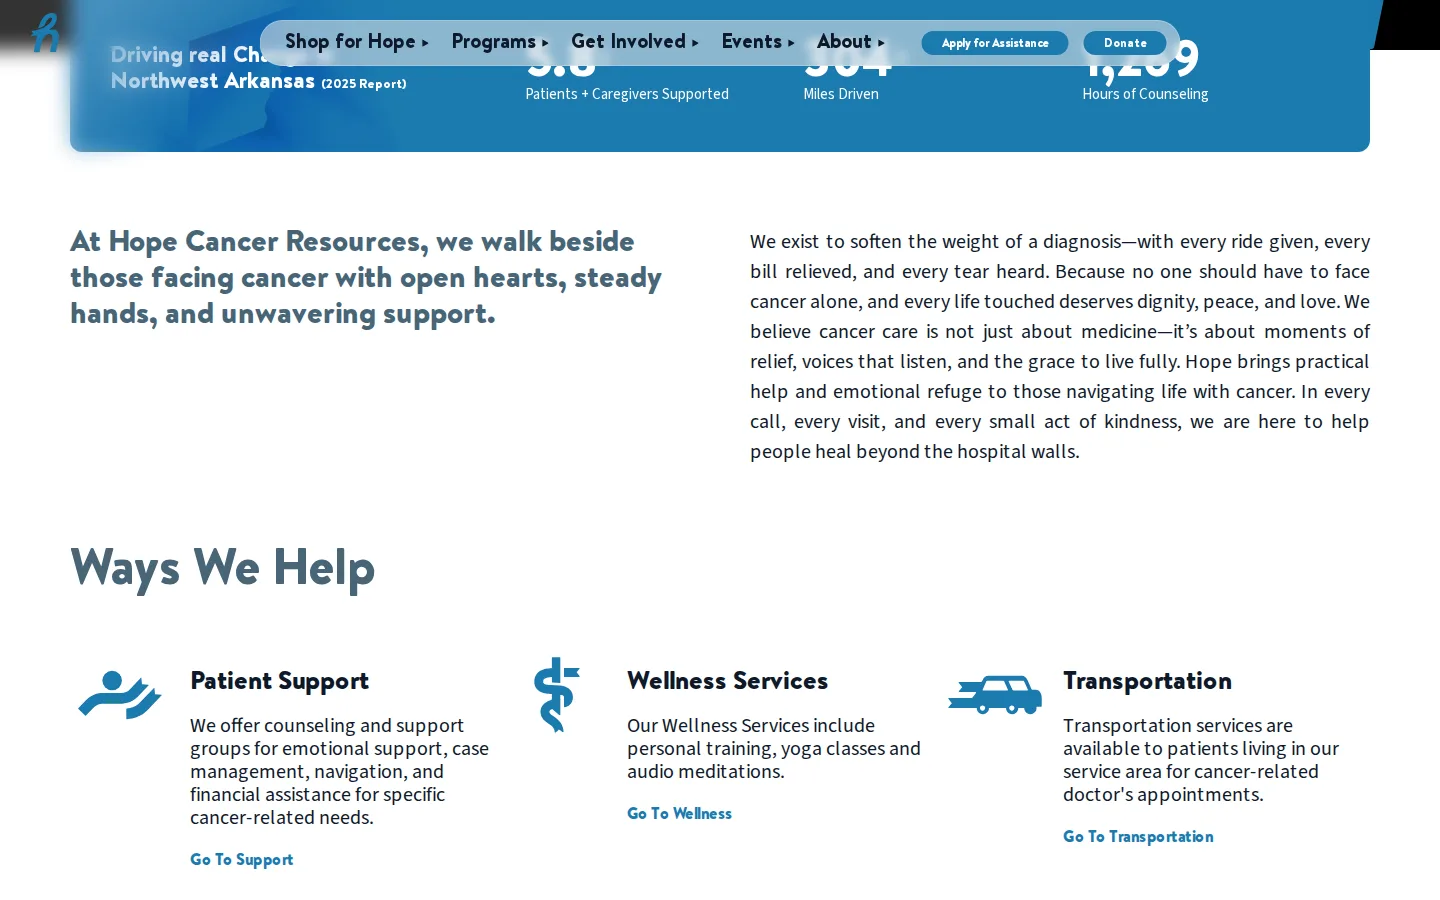 Shop for Hope
Programs
Get Involved
Events
About
Apply for Assistance
Donate
Driving real
Northwest Arkansas (2025 Report)
Patients + Caregivers Supported
Miles Driven
Hours of Counseling
At Hope Cancer Resources, we walk beside
those facing cancer with open hearts, steady
hands, and unwavering support.
We exist to soften the weight of a diagnosis—with every ride given, every
bill relieved, and every tear heard. Because no one should have to face
cancer alone, and every life touched deserves dignity, peace, and love. We
believe cancer care is not just about medicine—it’s about moments of
relief, voices that listen, and the grace to live fully. Hope brings practical
help and emotional refuge to those navigating life with cancer. In every
call, every visit, and every small act of kindness, we are here to help
people heal beyond the hospital walls.
Ways We Help
Patient Support
We offer counseling and support
groups for emotional support, case
management, navigation, and
financial assistance for specific
cancer-related needs.
Go To Support
Wellness Services
Our Wellness Services include
personal training, yoga classes and
audio meditations.
Go To Wellness
Transportation
Transportation services are
available to patients living in our
service area for cancer-related
doctor's appointments.
Go To Transportation